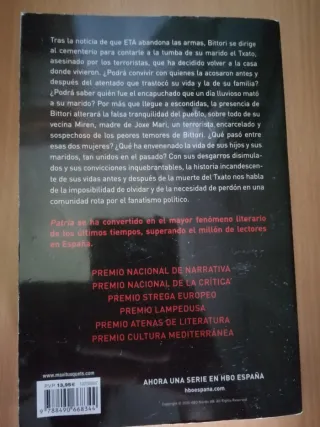 Tras la noticia de que ETA abandona las armas, Bittori se dirige
al cementerio para contarle a la tumba de su marido el Txato,
asesinado por los terroristas, que ha decidido volver a la casa
donde vivieron. ¿Podrá convivir con quienes la acosaron antes y
después del atentado que trastocó su vida y la de su familia?
¿Podrá saber quién fue el encapuchado que un día lluvioso mató
a su marido? Por más que llegue a escondidas, la presencia de
Bittori alterará la falsa tranquilidad del pueblo, sobre todo de su
vecina Miren, madre de Joxe Mari, un terrorista encarcelado y
sospechoso de los peores temores de Bittori. ¿Qué pasó entre
esas dos mujeres? ¿Qué ha envenenado la vida de sus hijos y sus
maridos, tan unidos en el pasado? Con sus desgarros disimula-
dos y sus convicciones inquebrantables, la historia incandescen-
te de sus vidas antes y después de la muerte del Txato nos habla
de la imposibilidad de olvidar y de la necesidad de perdón en una
comunidad rota por el fanatismo político.
Patria se ha convertido en el mayor fenómeno literario
de los últimos tiempos, superando el millón de lectores
en España.
PREMIO NACIONAL DE NARRATIVA
PREMIO NACIONAL DE LA CRÍTICA
PREMIO STREGA EUROPEO
PREMIO LAMPEDUSA
PREMIO ATENAS DE LITERATURA
PREMIO CULTURA MEDITERRÁNEA
www.maxitusquets.com
PVP 13,95€
9 788490 668344
AHORA UNA SERIE EN HBO ESPAÑA
hboespana.com